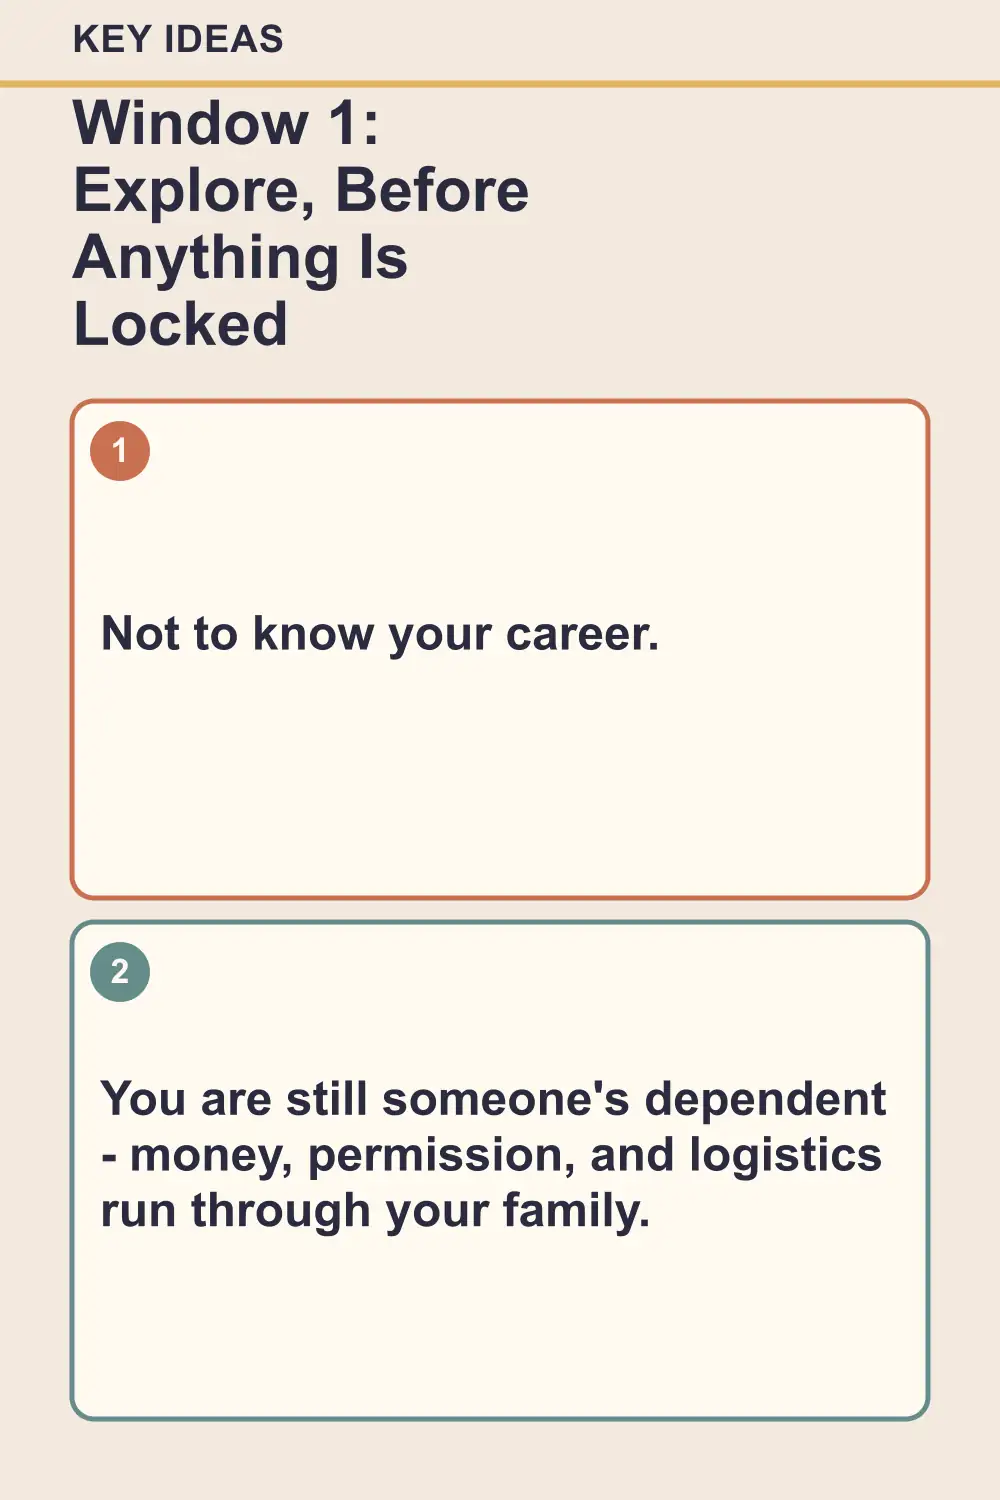 KEY IDEAS
Window 1:
Explore, Before
Anything Is
Locked
1
Not to know your career.
2
You are still someone's dependent
- money, permission, and logistics
run through your family.